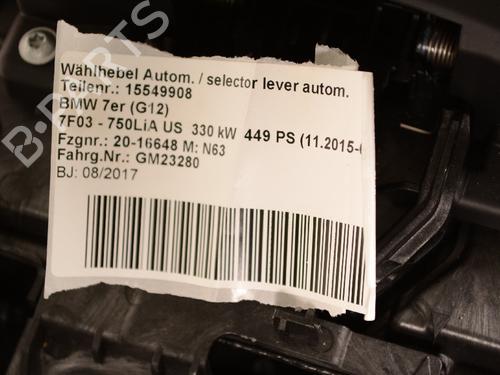 Wählhebel Autom. / selector lever autom.
Teilenr.: 15549908
BMW 7er (G12)
7F03 - 750LiA US 330 kW 449 PS (11.2015-
Fzgnr.: 20-16648 M: N63
Fahrg.Nr.: GM23280
BJ: 08/2017
B-PARTS